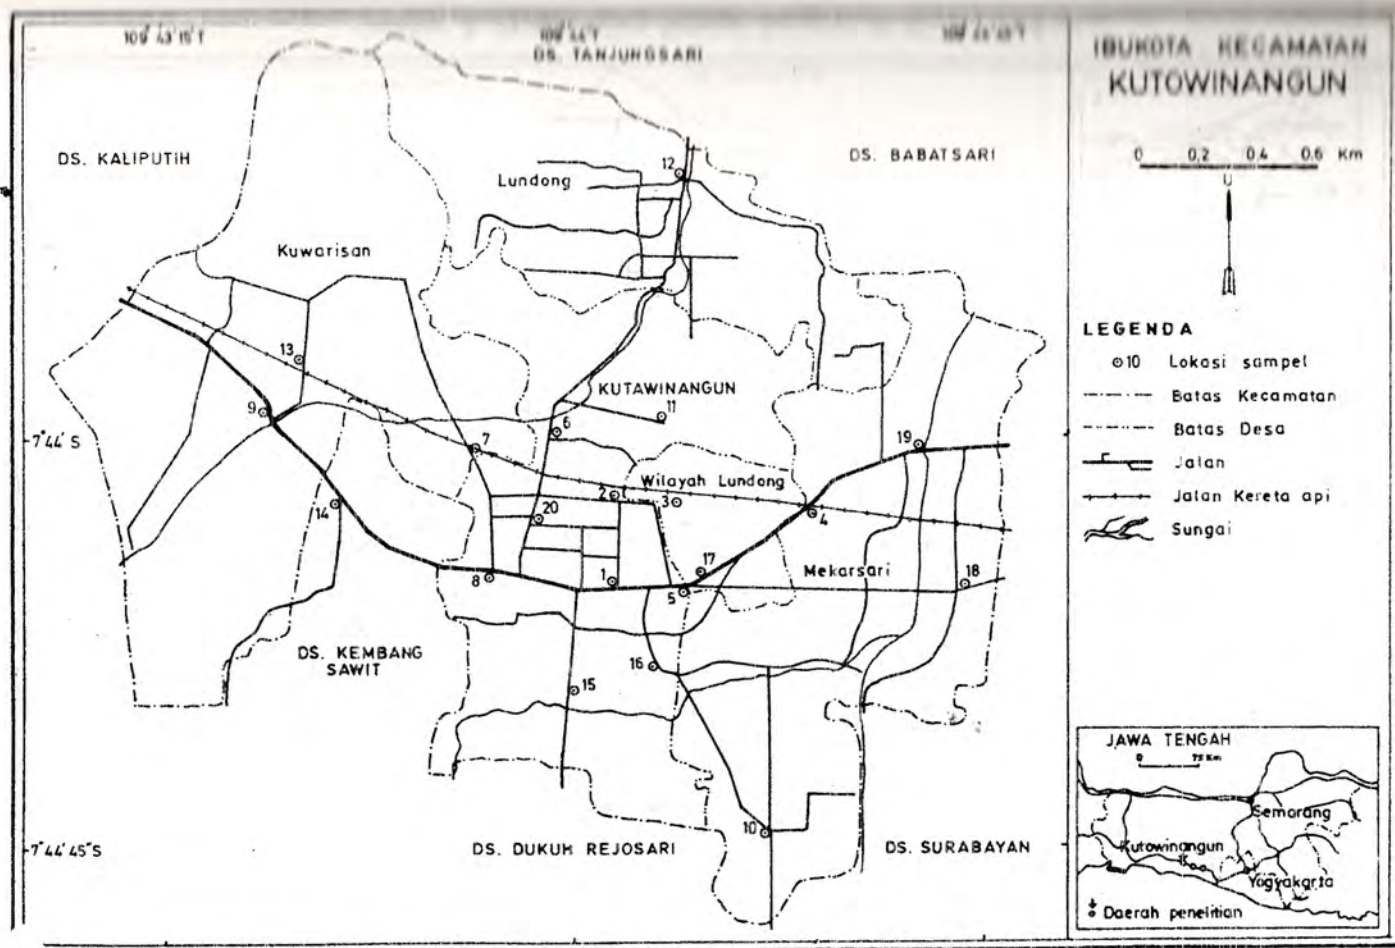 109° 43' 15" T
109° 44' T
DS. TANJUNGSARI
DS. KALIPUTIH
DS. BABATSARI
12
Lundong
Kuwarisan
13
KUTAWINANGUN
11
9
6
7° 44' S
7
19
Wilayah Lundong
2
3
14
20
4
17
8
1
Mekarsari
18
5
DS. KEMBANG
SAWIT
16
15
10
DS. DUKUH REJOSARI
DS. SURABAYAN
7° 44' 45" S
IBUKOTA KECAMATAN
KUTOWINANGUN
0 0,2 0,4 0,6 Km
U
LEGENDA
10 Lokasi sampel
Batas Kecamatan
Batas Desa
Jalan
Jalan Kereta api
Sungai
JAWA TENGAH
0 75 Km
Semarang
Kutowinangun
Yogyakarta
Daerah penelitian